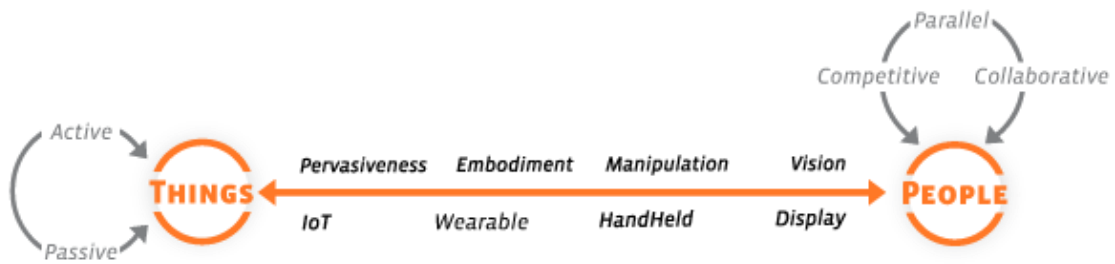 Parallel
Competitive Collaborative
Active
Pervasiveness Embodiment Manipulation Vision
THINGS PEOPLE
IoT Wearable HandHeld Display
Passive